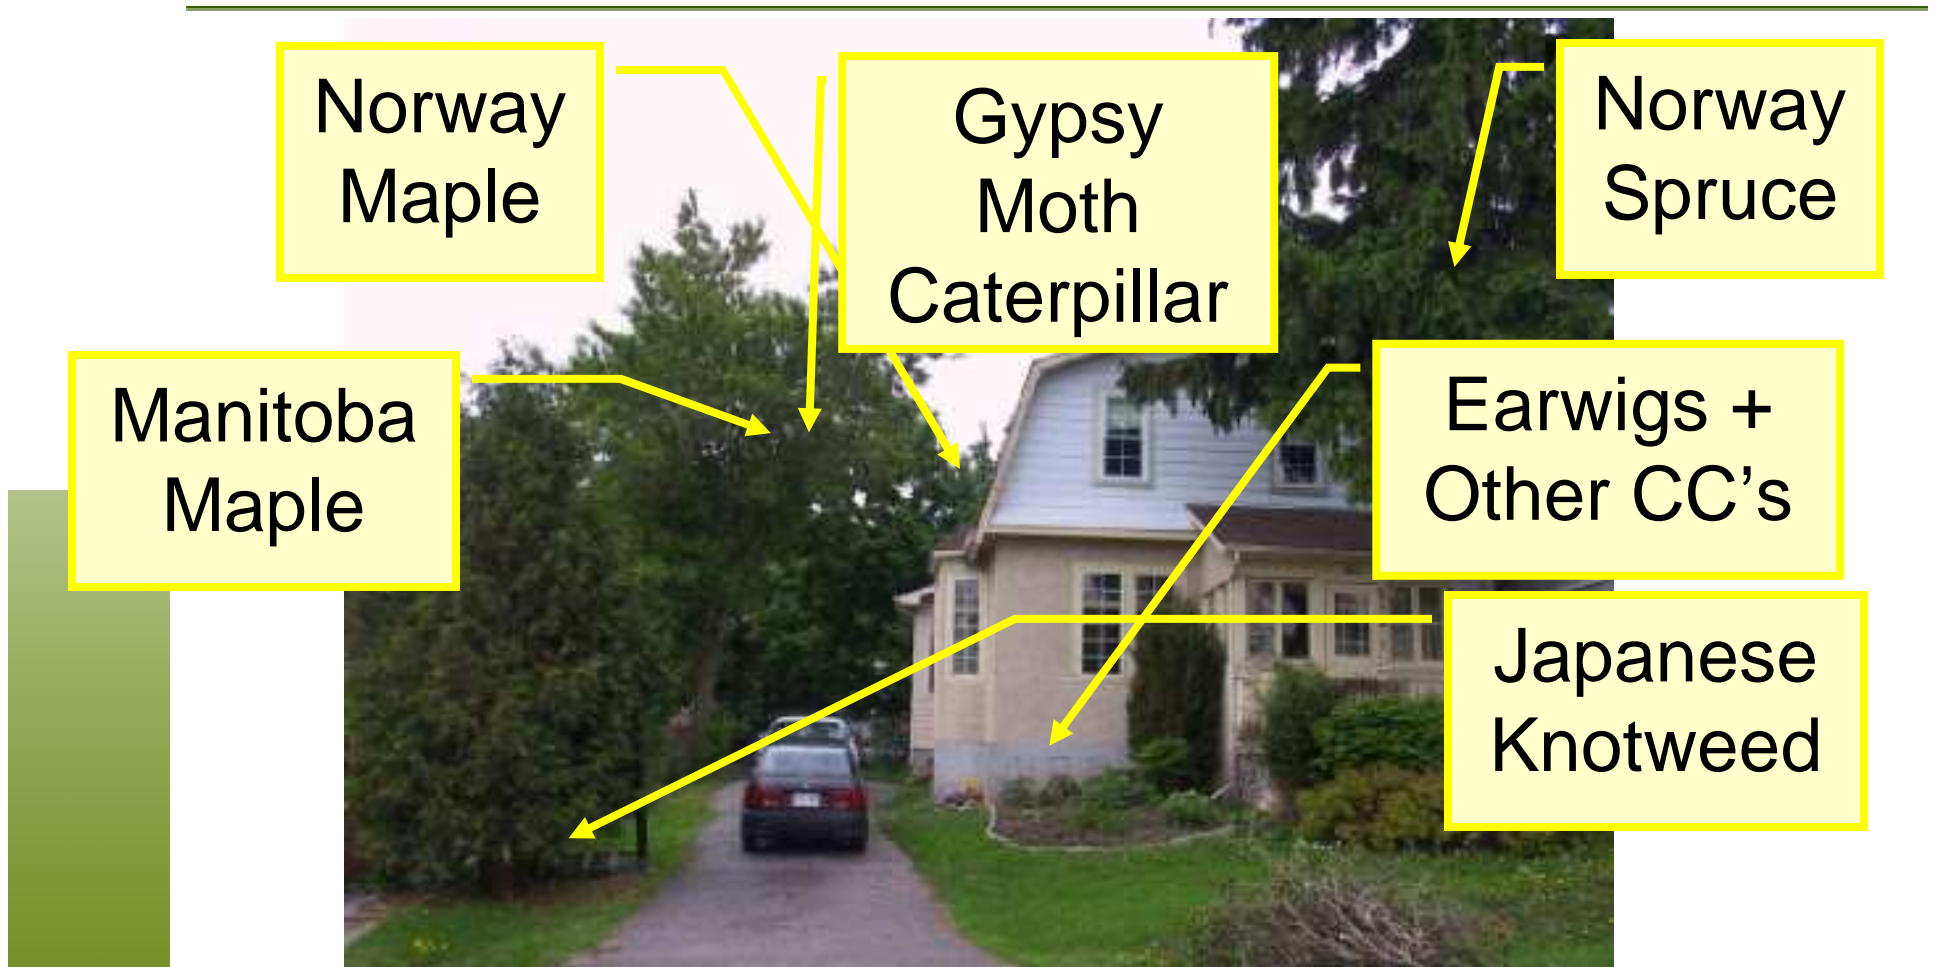 Norway
Maple
Gypsy
Moth
Caterpillar
Norway
Spruce
Manitoba
Maple
Earwigs +
Other CC’s
Japanese
Knotweed